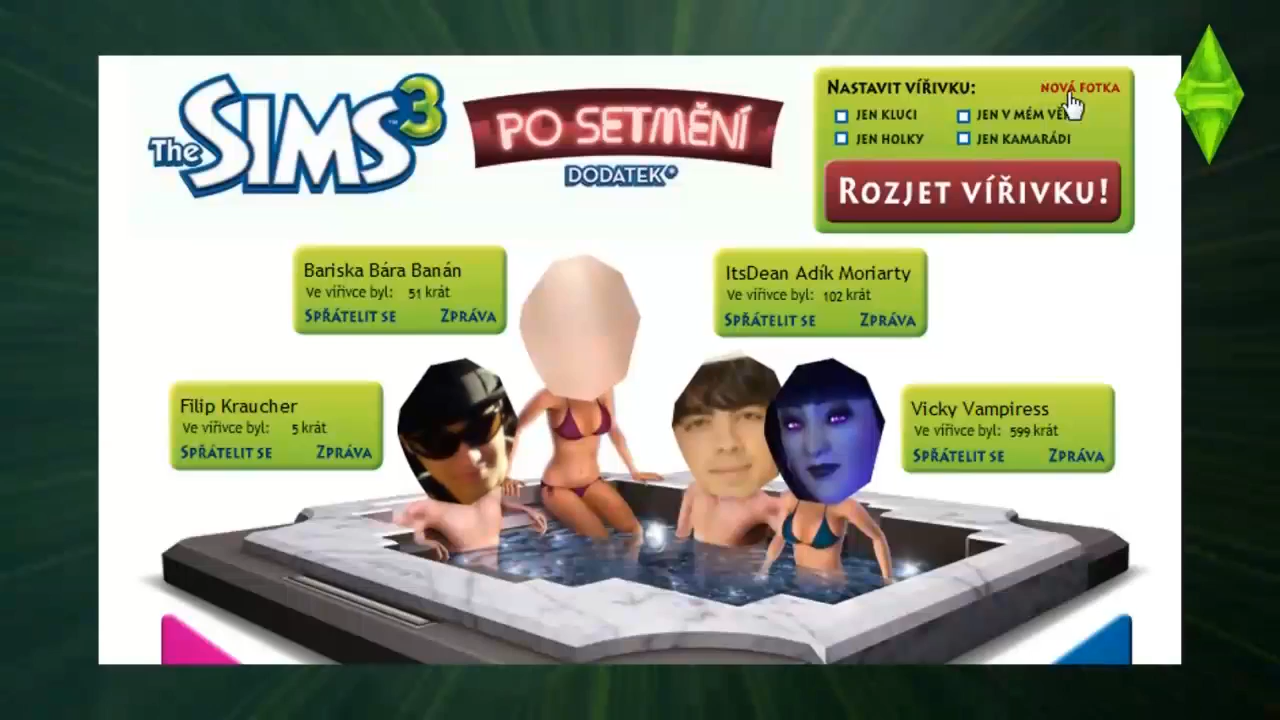 The SIMS 3
PO SETMĚNÍ
DODATEK*
NASTAVIT VÍŘIVKU:
NOVÁ FOTKA
JEN KLUCI
JEN V MÉM
JEN HOLKY
JEN KAMARÁDI
ROZJET VÍŘIVKU!
Bariska Bára Banán
Ve vířivce byl: 51 krát
SPŘÁTELIT SE ZPRÁVA
ItsDean Adík Moriarty
Ve vířivce byl: 102 krát
SPŘÁTELIT SE ZPRÁVA
Filip Kraucher
Ve vířivce byl: 5 krát
SPŘÁTELIT SE ZPRÁVA
Vicky Vampiress
Ve vířivce byl: 599 krát
SPŘÁTELIT SE ZPRÁVA